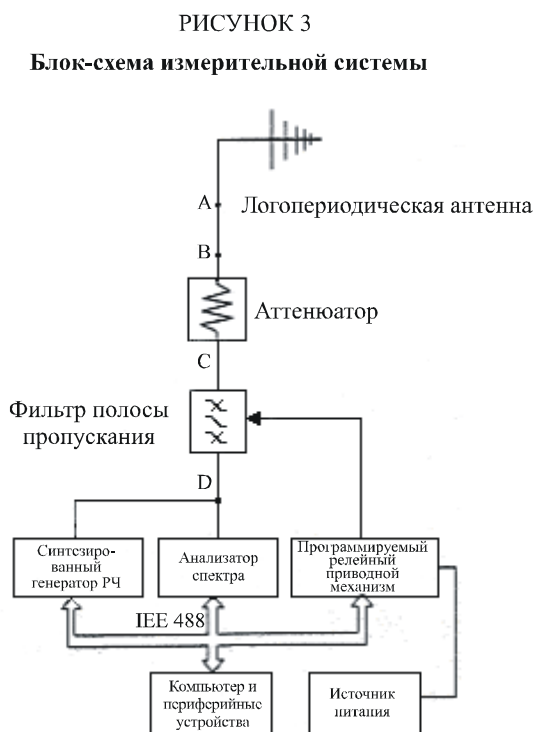 РИСУНОК 3
Блок-схема измерительной системы
A
Логопериодическая антенна
B
Аттенюатор
C
Фильтр полосы
пропускания
D
Синтезиро-
ванный
генератор РЧ
Анализатор
спектра
Программируемый
релейный
приводной
механизм
IEE 488
Компьютер и
периферийные
устройства
Источник
питания